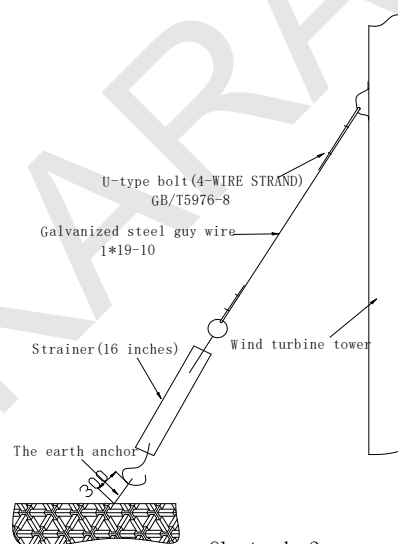 U-type bolt(4-WIRE STRAND)
GB/T5976-8
Galvanized steel guy wire
1*19-10
Strainer(16 inches)
Wind turbine tower
The earth anchor
300